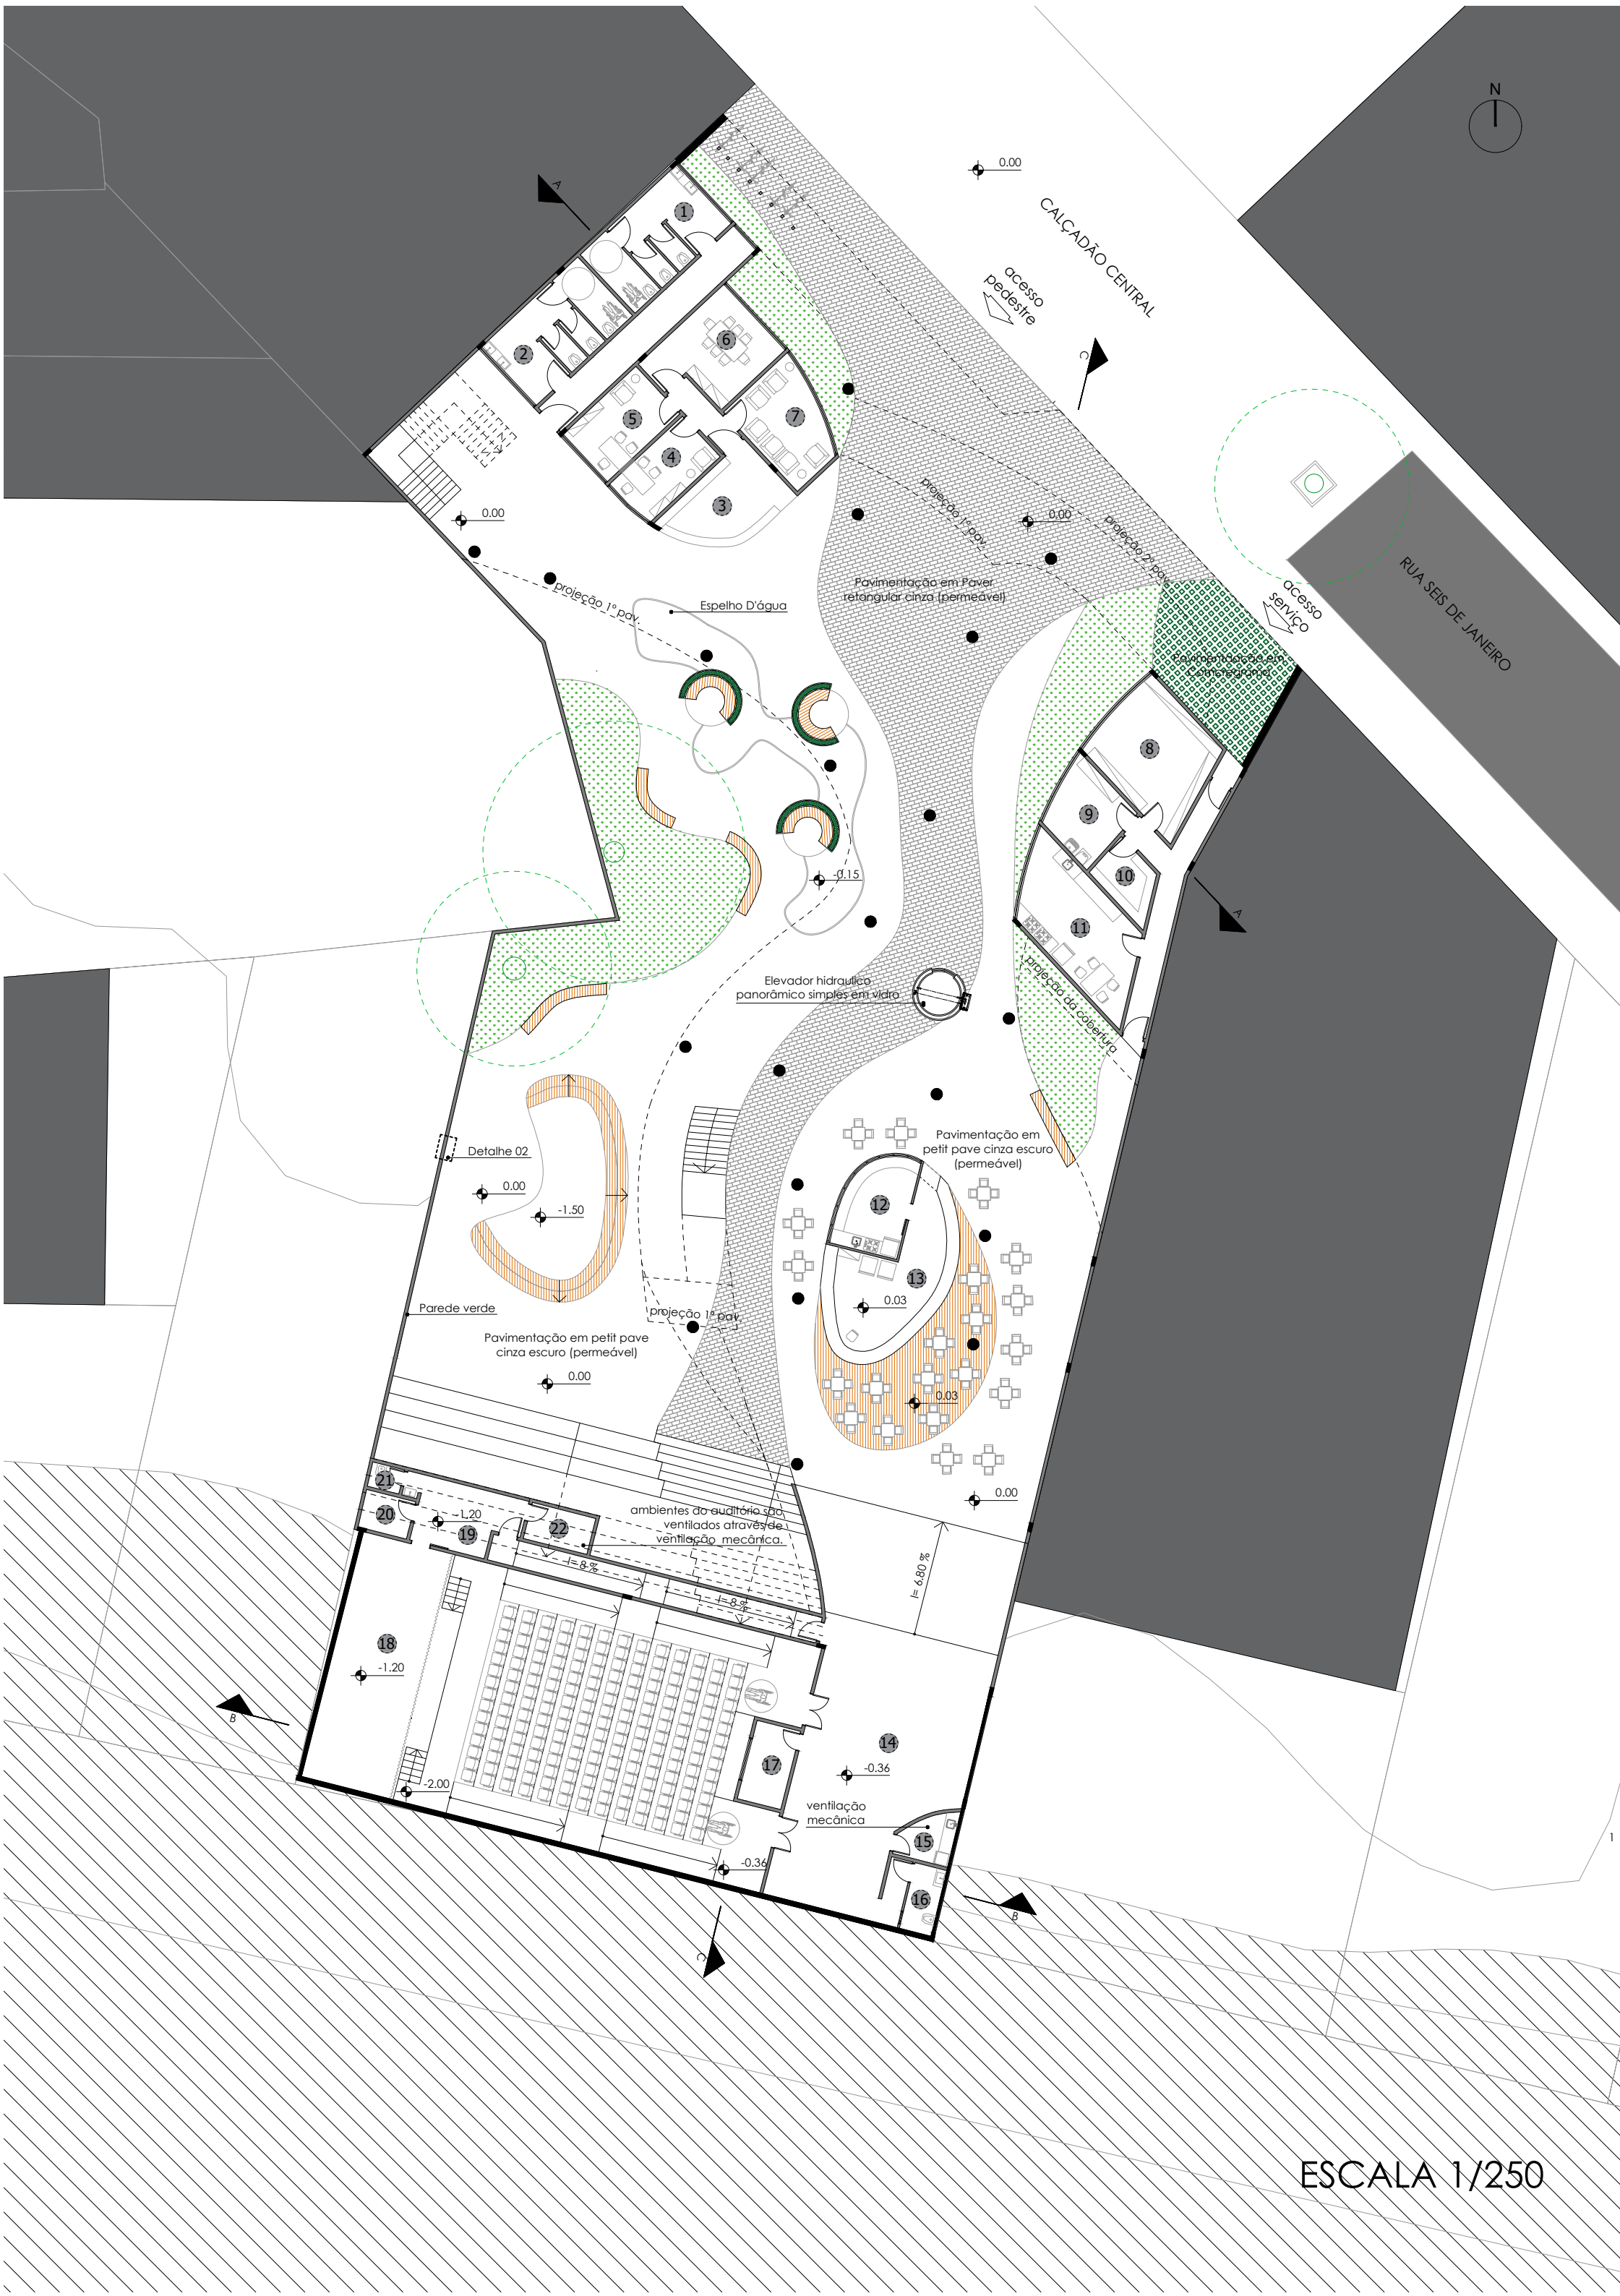 N
0.00
CALÇADÃO CENTRAL
A
1
acesso
pedestre
2
6
C
5
7
4
3
0.00
projeção 1º pav.
0.00
projeção 2º pav.
RUA SEIS DE JANEIRO
acesso
serviço
Pavimentação em Paver
retangular cinza (permeável)
projeção 1º pav.
Espelho D'água
8
9
10
-0.15
11
A
projeção da cobertura
Elevador hidraulico
panorâmico simples em vidro
Pavimentação em
petit pave cinza escuro
(permeável)
Detalhe 02
0.00
-1.50
12
13
0.03
Parede verde
projeção 1º pav.
Pavimentação em petit pave
cinza escuro (permeável)
0.00
0.03
21
20
-1.20
19
22
0.00
ambientes do auditório são
ventilados através de
ventilação mecânica.
I= 8 %
I= 8 %
I= 6,80 %
18
-1.20
B
14
17
-0.36
-2.00
ventilação
mecânica
15
1
-0.36
16
B
C
ESCALA 1/250